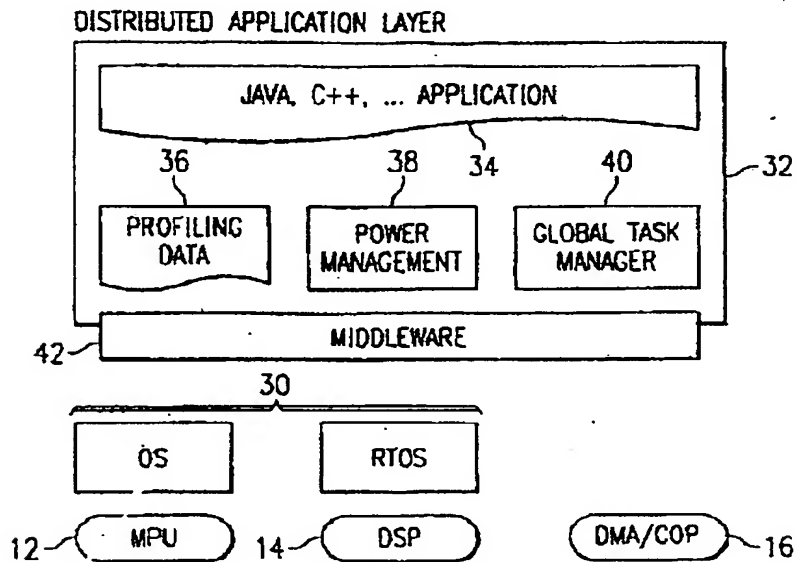 DISTRIBUTED APPLICATION LAYER
JAVA, C++, ... APPLICATION
36
38
34
40
32
PROFILING
DATA
POWER
MANAGEMENT
GLOBAL TASK
MANAGER
MIDDLEWARE
42
30
OS
RTOS
12
MPU
14
DSP
DMA/COP
16